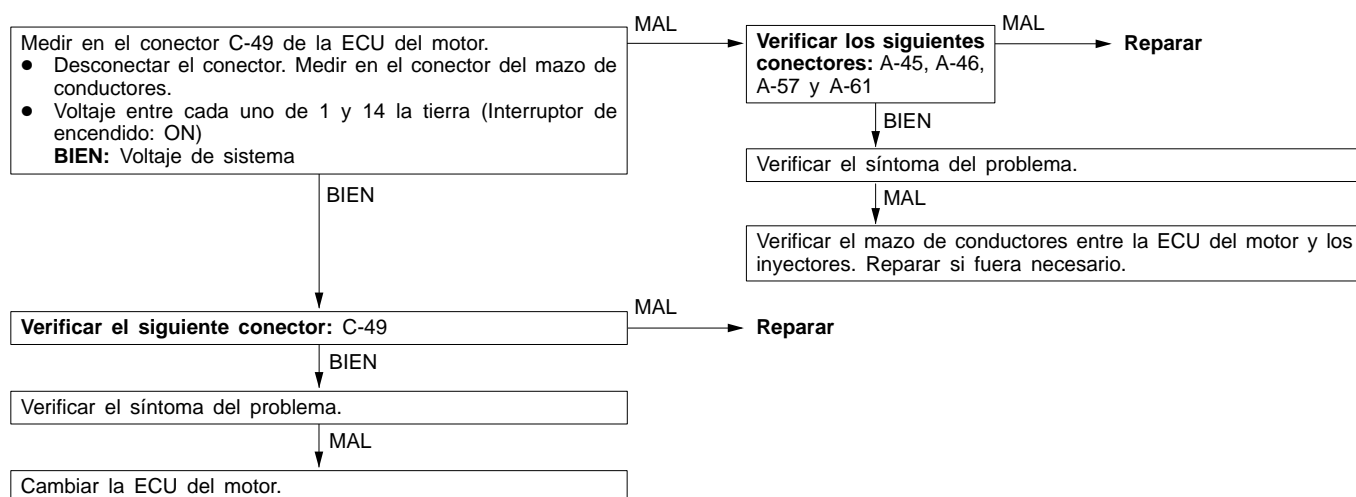 MAL
Medir en el conector C-49 de la ECU del motor.
● Desconectar el conector. Medir en el conector del mazo de
conductores.
● Voltaje entre cada uno de 1 y 14 la tierra (Interruptor de
encendido: ON)
BIEN: Voltaje de sistema
Verificar los siguientes
conectores: A-45, A-46,
A-57 y A-61
MAL
Reparar
BIEN
Verificar el síntoma del problema.
MAL
Verificar el mazo de conductores entre la ECU del motor y los
inyectores. Reparar si fuera necesario.
BIEN
Verificar el siguiente conector: C-49
MAL
Reparar
BIEN
Verificar el síntoma del problema.
MAL
Cambiar la ECU del motor.